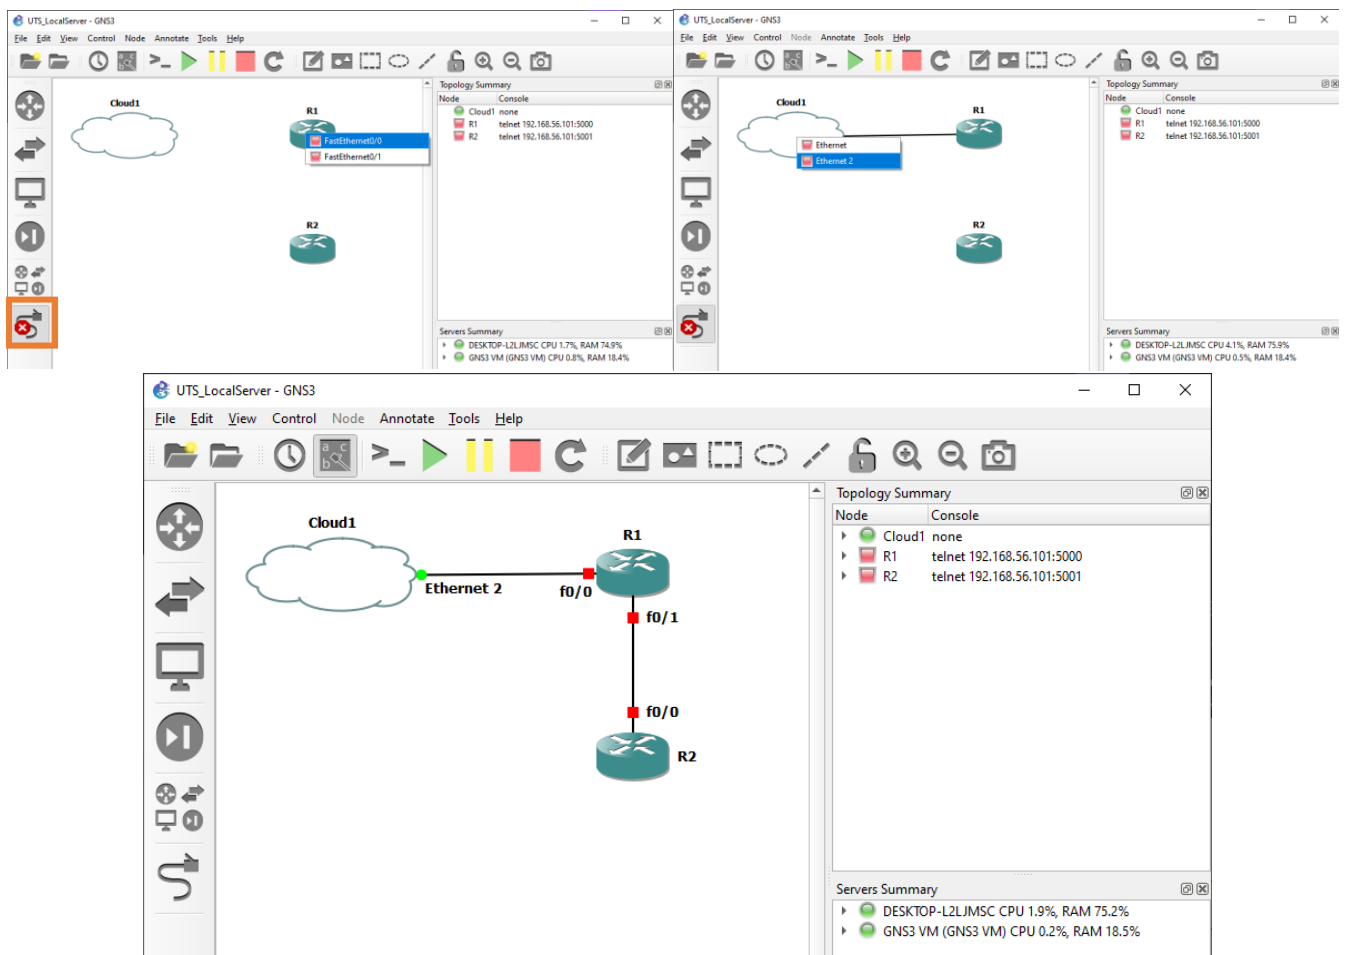 UTS_LocalServer - GNS3
File Edit View Control Node Annotate Tools Help
Cloud1
R1
FastEthernet0/0
FastEthernet0/1
R2
Topology Summary
Node Console
Cloud1 none
R1 telnet 192.168.56.101:5000
R2 telnet 192.168.56.101:5001
Servers Summary
DESKTOP-L2LJMSC CPU 1.7%, RAM 74.9%
GNS3 VM (GNS3 VM) CPU 0.8%, RAM 18.4%
UTS_LocalServer - GNS3
File Edit View Control Node Annotate Tools Help
Cloud1
R1
Ethernet
Ethernet 2
R2
Topology Summary
Node Console
Cloud1 none
R1 telnet 192.168.56.101:5000
R2 telnet 192.168.56.101:5001
Servers Summary
DESKTOP-L2LJMSC CPU 4.1%, RAM 75.9%
GNS3 VM (GNS3 VM) CPU 0.5%, RAM 18.4%
UTS_LocalServer - GNS3
File Edit View Control Node Annotate Tools Help
a c
b
Cloud1
R1
Ethernet 2
f0/0
f0/1
f0/0
R2
Topology Summary
Node Console
Cloud1 none
R1 telnet 192.168.56.101:5000
R2 telnet 192.168.56.101:5001
Servers Summary
DESKTOP-L2LJMSC CPU 1.9%, RAM 75.2%
GNS3 VM (GNS3 VM) CPU 0.2%, RAM 18.5%